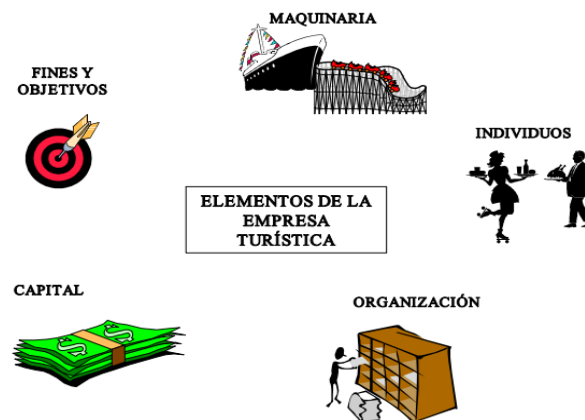 MAQUINARIA
FINES Y
OBJETIVOS
INDIVIDUOS
ELEMENTOS DE LA
EMPRESA
TURÍSTICA
CAPITAL
ORGANIZACIÓN
$
$